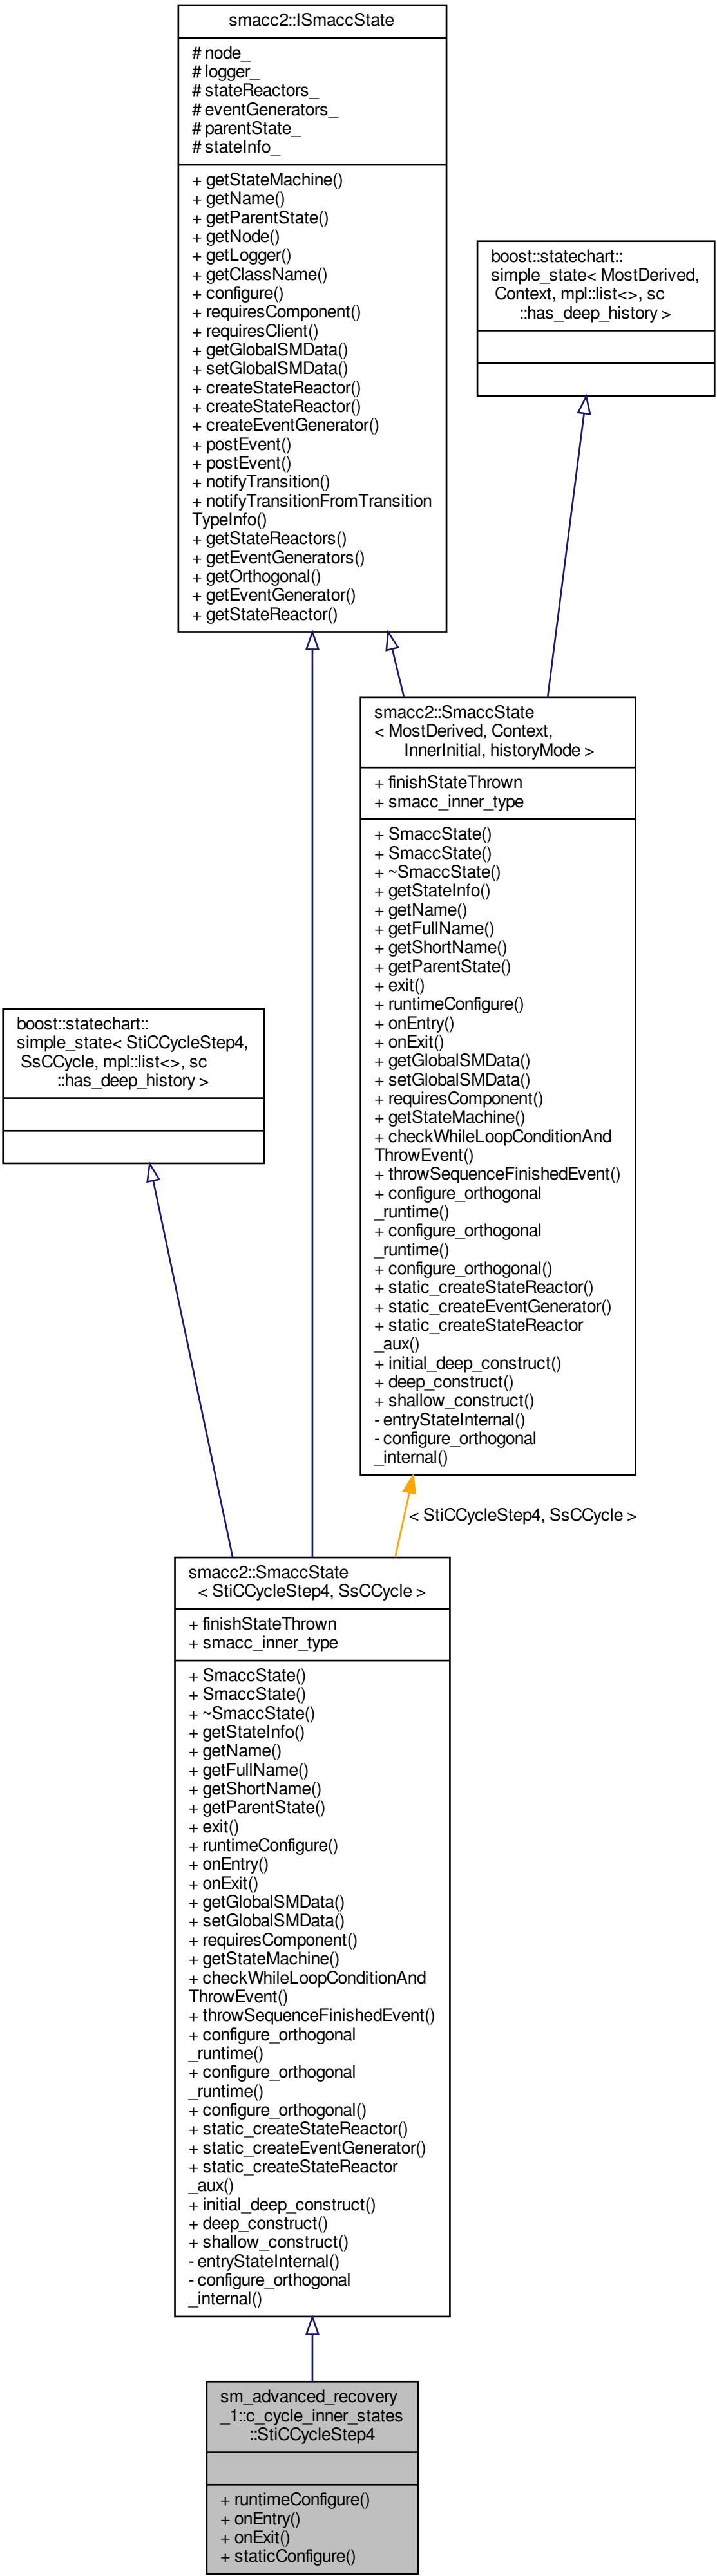 smacc2::ISmaccState
# node_
# logger_
# stateReactors_
# eventGenerators_
# parentState_
# stateInfo_
+ getStateMachine()
+ getName()
+ getParentState()
+ getNode()
+ getLogger()
+ getClassName()
+ configure()
+ requiresComponent()
+ requiresClient()
+ getGlobalSMData()
+ setGlobalSMData()
+ createStateReactor()
+ createStateReactor()
+ createEventGenerator()
+ postEvent()
+ postEvent()
+ notifyTransition()
+ notifyTransitionFromTransition
TypeInfo()
+ getStateReactors()
+ getEventGenerators()
+ getOrthogonal()
+ getEventGenerator()
+ getStateReactor()
boost::statechart::
simple_state< MostDerived,
Context, mpl::list<>, sc
::has_deep_history >
smacc2::SmaccState
< MostDerived, Context,
InnerInitial, historyMode >
+ finishStateThrown
+ smacc_inner_type
+ SmaccState()
+ SmaccState()
+ ~SmaccState()
+ getStateInfo()
+ getName()
+ getFullName()
+ getShortName()
+ getParentState()
+ exit()
+ runtimeConfigure()
+ onEntry()
+ onExit()
+ getGlobalSMData()
+ setGlobalSMData()
+ requiresComponent()
+ getStateMachine()
+ checkWhileLoopConditionAnd
ThrowEvent()
+ throwSequenceFinishedEvent()
+ configure_orthogonal
_runtime()
+ configure_orthogonal
_runtime()
+ configure_orthogonal()
+ static_createStateReactor()
+ static_createEventGenerator()
+ static_createStateReactor
_aux()
+ initial_deep_construct()
+ deep_construct()
+ shallow_construct()
- entryStateInternal()
- configure_orthogonal
_internal()
boost::statechart::
simple_state< StiCCycleStep4,
SsCCycle, mpl::list<>, sc
::has_deep_history >
< StiCCycleStep4, SsCCycle >
smacc2::SmaccState
< StiCCycleStep4, SsCCycle >
+ finishStateThrown
+ smacc_inner_type
+ SmaccState()
+ SmaccState()
+ ~SmaccState()
+ getStateInfo()
+ getName()
+ getFullName()
+ getShortName()
+ getParentState()
+ exit()
+ runtimeConfigure()
+ onEntry()
+ onExit()
+ getGlobalSMData()
+ setGlobalSMData()
+ requiresComponent()
+ getStateMachine()
+ checkWhileLoopConditionAnd
ThrowEvent()
+ throwSequenceFinishedEvent()
+ configure_orthogonal
_runtime()
+ configure_orthogonal
_runtime()
+ configure_orthogonal()
+ static_createStateReactor()
+ static_createEventGenerator()
+ static_createStateReactor
_aux()
+ initial_deep_construct()
+ deep_construct()
+ shallow_construct()
- entryStateInternal()
- configure_orthogonal
_internal()
sm_advanced_recovery
_1::c_cycle_inner_states
::StiCCycleStep4
+ runtimeConfigure()
+ onEntry()
+ onExit()
+ staticConfigure()